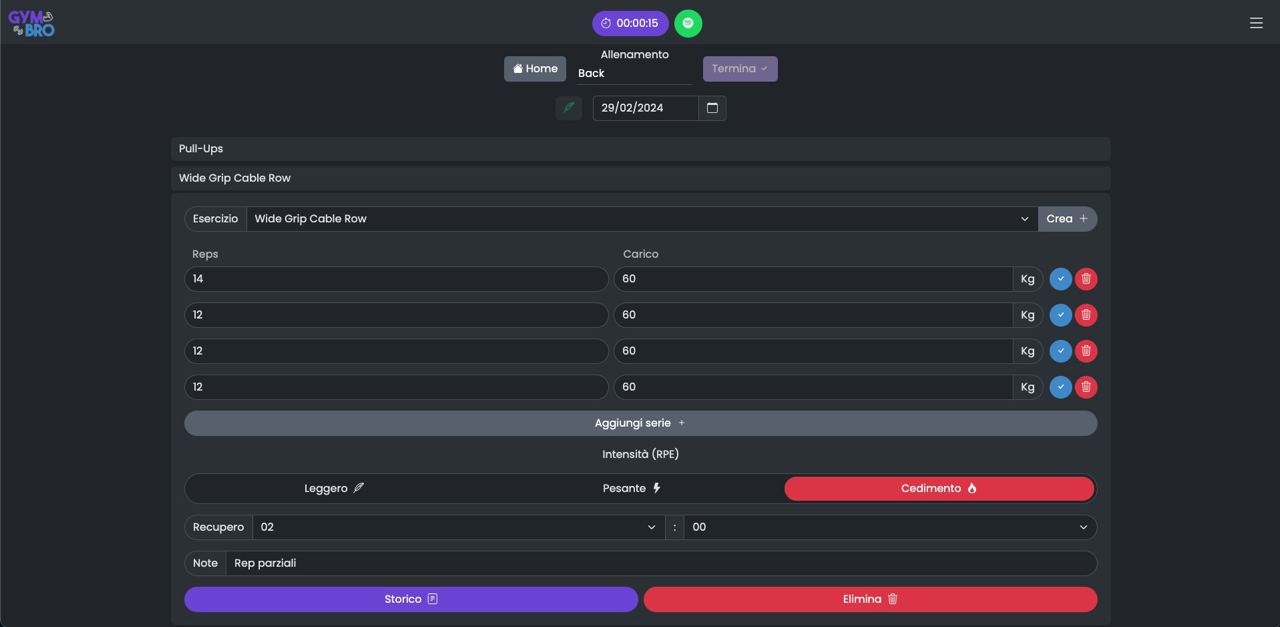 GYM
BRO
00:00:15
Allenamento
Home
Back
Termina
29/02/2024
Pull-Ups
Wide Grip Cable Row
Esercizio Wide Grip Cable Row Crea +
Reps Carico
14 60 Kg
12 60 Kg
12 60 Kg
12 60 Kg
Aggiungi serie +
Intensità (RPE)
Leggero Pesante Cedimento
Recupero 02 : 00
Note Rep parziali
Storico Elimina